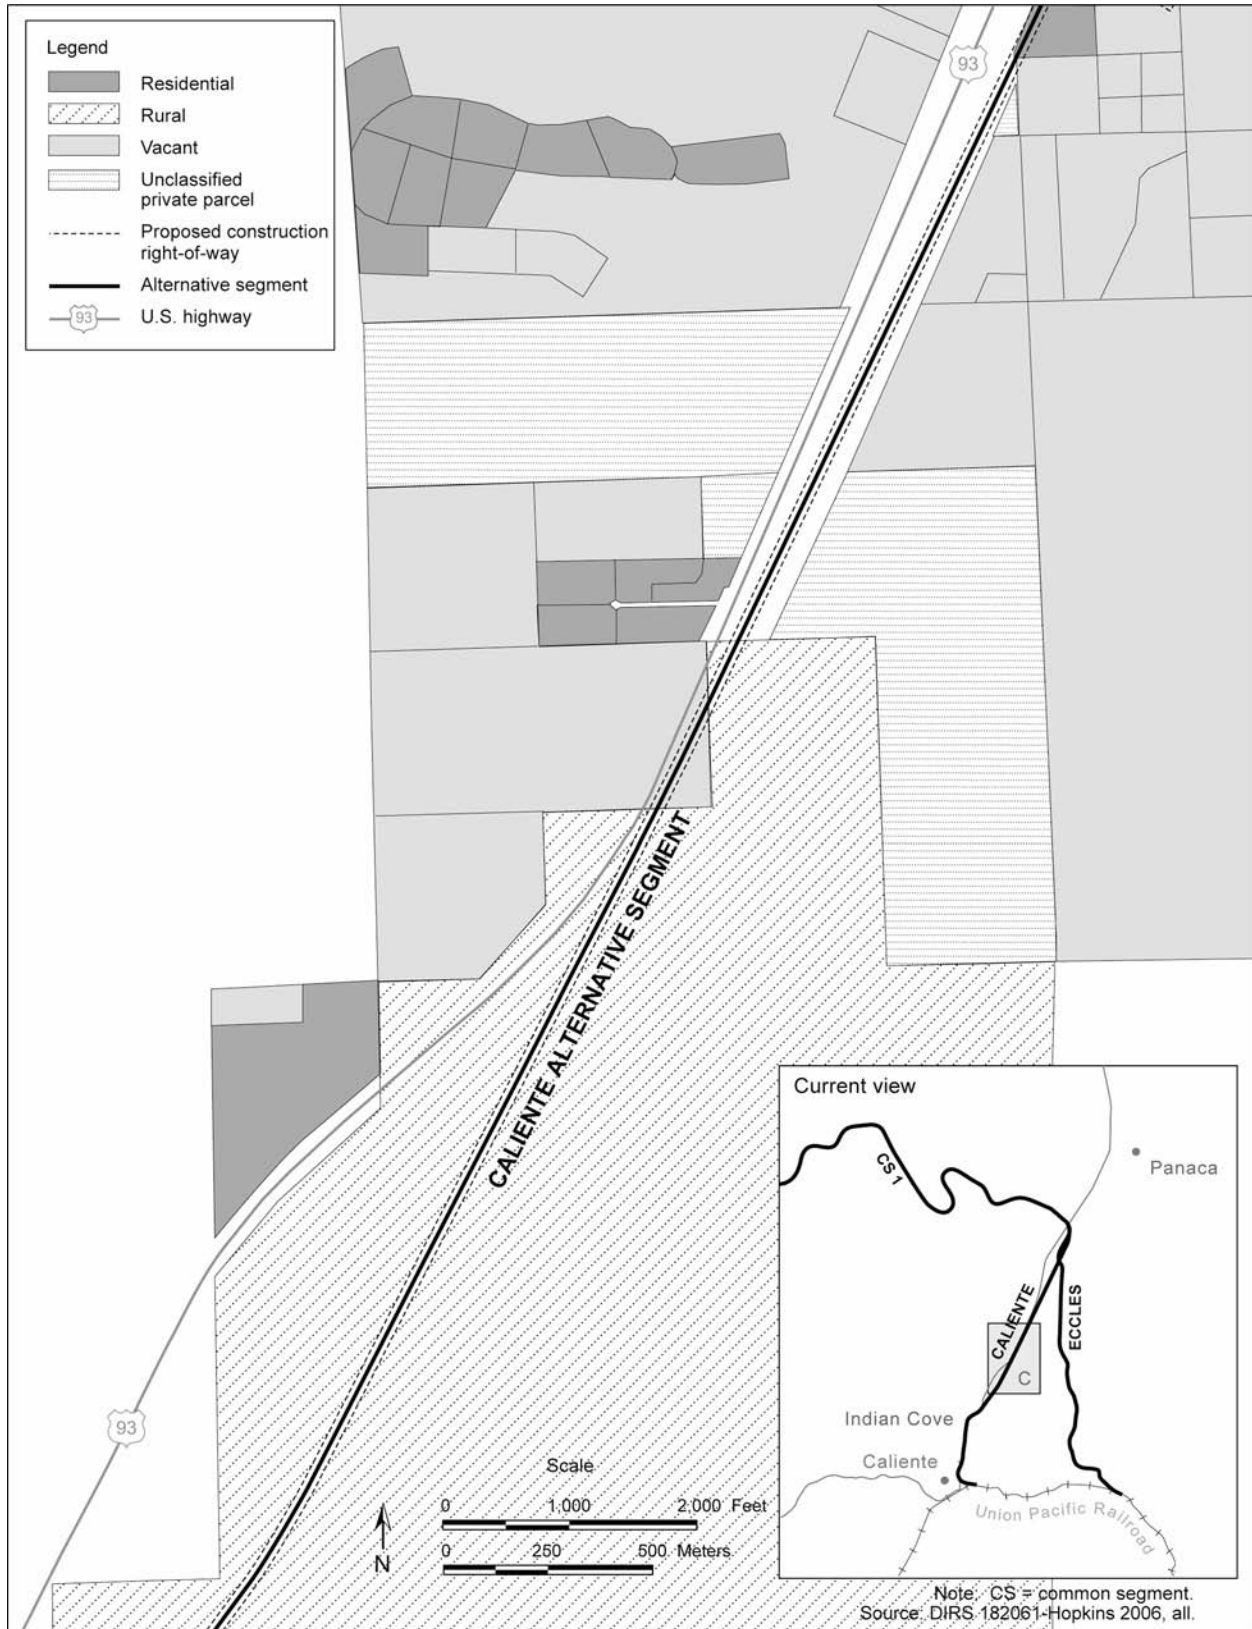 Legend
Residential
Rural
Vacant
Unclassified
private parcel
Proposed construction
right-of-way
Alternative segment
93
U.S. highway
93
CALIENTE ALTERNATIVE SEGMENT
93
Scale
0 1,000 2,000 Feet
0 250 500 Meters
N
Current view
Panaca
CS 1
CALIENTE
ECCLES
C
Indian Cove
Caliente
Union Pacific Railroad
Note: CS = common segment.
Source: DIRS 182061-Hopkins 2006, all.